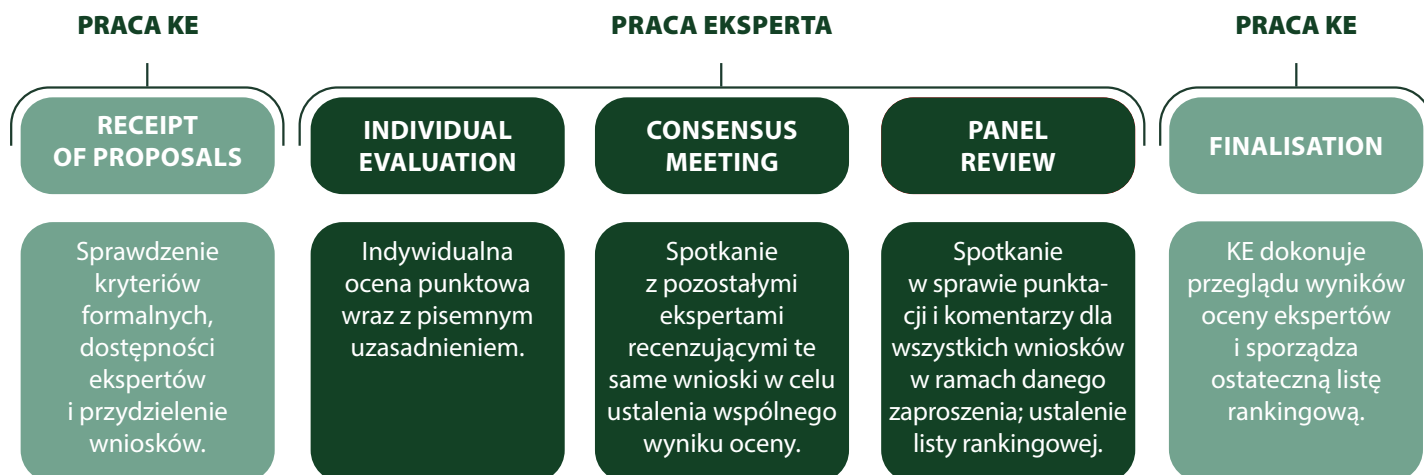 PRACA KE
PRACA EKSPERTA
PRACA KE
RECEIPT
OF PROPOSALS
INDIVIDUAL
EVALUATION
CONSENSUS
MEETING
PANEL
REVIEW
FINALISATION
Sprawdzenie
kryteriów
formalnych,
dostępności
ekspertów
i przydzielenie
wniosków.
Indywidualna
ocena punktowa
wraz z pisemnym
uzasadnieniem.
Spotkanie
z pozostałymi
ekspertami
recenzującymi te
same wnioski w celu
ustalenia wspólnego
wyniku oceny.
Spotkanie
w sprawie punkta-
cji i komentarzy dla
wszystkich wniosków
w ramach danego
zaproszenia; ustalenie
listy rankingowej.
KE dokonuje
przeglądu wyników
oceny ekspertów
i sporządza
ostateczną listę
rankingową.